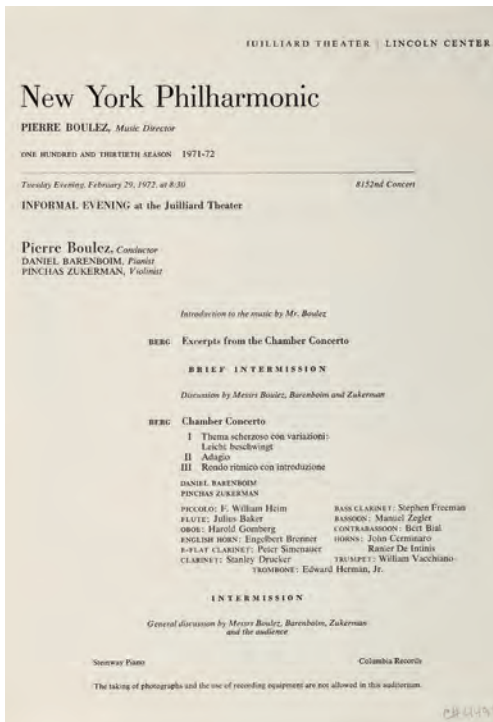 JUILLIARD THEATER | LINCOLN CENTER
New York Philharmonic
PIERRE BOULEZ, Music Director
ONE HUNDRED AND THIRTIETH SEASON 1971-72
Tuesday Evening, February 29, 1972, at 8:30 8152nd Concert
INFORMAL EVENING at the Juilliard Theater
Pierre Boulez, Conductor
DANIEL BARENBOIM, Pianist
PINCHAS ZUKERMAN, Violinist
Introduction to the music by Mr. Boulez
BERG Excerpts from the Chamber Concerto
BRIEF INTERMISSION
Discussion by Messrs Boulez, Barenboim and Zukerman
BERG Chamber Concerto
I Thema scherzoso con variazioni:
Leicht beschwingt
II Adagio
III Rondo ritmico con introduzione
DANIEL BARENBOIM
PINCHAS ZUKERMAN
PICCOLO: F. William Heim BASS CLARINET: Stephen Freeman
FLUTE: Julius Baker BASSOON: Manuel Zegler
OBOE: Harold Gomberg CONTRABASSOON: Bert Bial
ENGLISH HORN: Engelbert Brenner HORNS: John Cerminaro
E-FLAT CLARINET: Peter Simenauer Ranier De Intinis
CLARINET: Stanley Drucker TRUMPET: William Vacchiano
TROMBONE: Edward Herman, Jr.
INTERMISSION
General discussion by Messrs Boulez, Barenboim, Zukerman
and the audience
Steinway Piano Columbia Records
The taking of photographs and the use of recording equipment are not allowed in this auditorium.